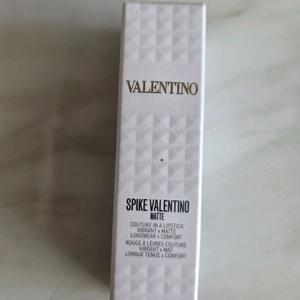 VALENTINO
SPIKE VALENTINO
MATTE
COUTURE IN A LIPSTICK
VIBRANT x MATTE
LONGWEAR x COMFORT
ROUGE À LÈVRES COUTURE
VIBRANT x MAT
LONGUE TENUE x CONFORT